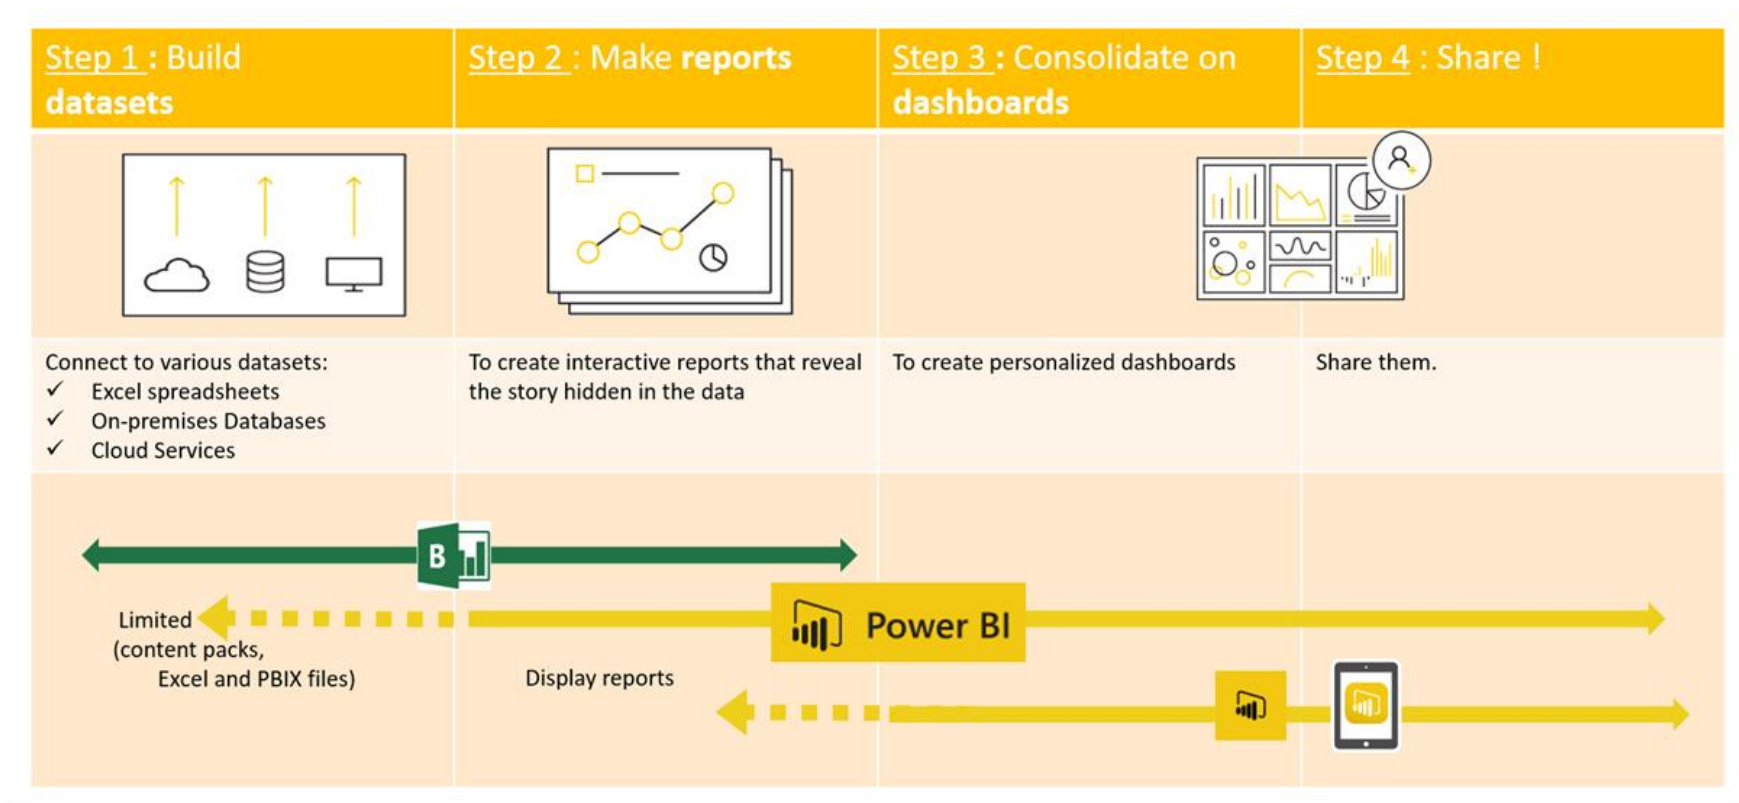 Step 1 : Build
datasets
Step 2 : Make reports
Step 3 : Consolidate on
dashboards
Step 4 : Share !
Connect to various datasets:
✓ Excel spreadsheets
✓ On-premises Databases
✓ Cloud Services
To create interactive reports that reveal
the story hidden in the data
To create personalized dashboards
Share them.
B
Limited
(content packs,
Excel and PBIX files)
Power BI
Display reports